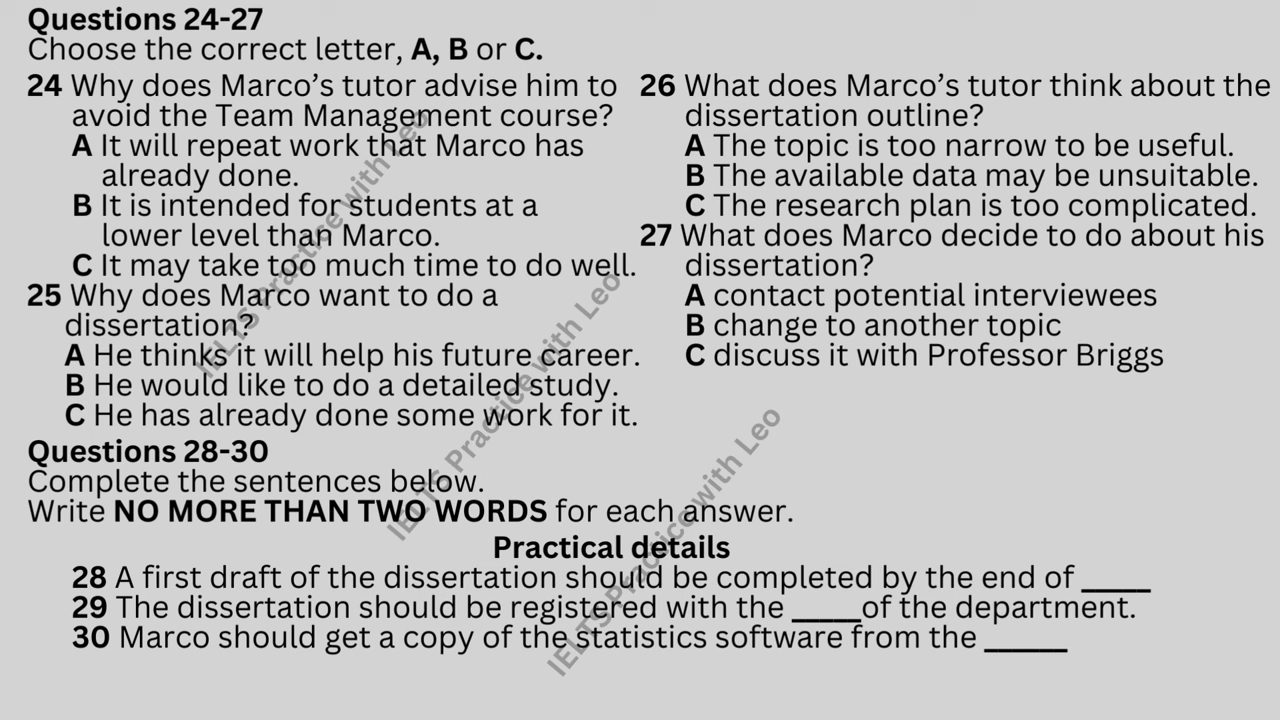 Questions 24-27
Choose the correct letter, A, B or C.
24 Why does Marco's tutor advise him to
avoid the Team Management course?
A It will repeat work that Marco has
already done.
B It is intended for students at a
lower level than Marco.
C It may take too much time to do well.
25 Why does Marco want to do a
dissertation?
A He thinks it will help his future career.
B He would like to do a detailed study.
C He has already done some work for it.
26 What does Marco's tutor think about the
dissertation outline?
A The topic is too narrow to be useful.
B The available data may be unsuitable.
C The research plan is too complicated.
27 What does Marco decide to do about his
dissertation?
A contact potential interviewees
B change to another topic
C discuss it with Professor Briggs
Questions 28-30
Complete the sentences below.
Write NO MORE THAN TWO WORDS for each answer.
Practical details
28 A first draft of the dissertation should be completed by the end of _____
29 The dissertation should be registered with the _____of the department.
30 Marco should get a copy of the statistics software from the ______
IELTS Practice with Leo
IELTS Practice with Leo
IELTS Practice with Leo